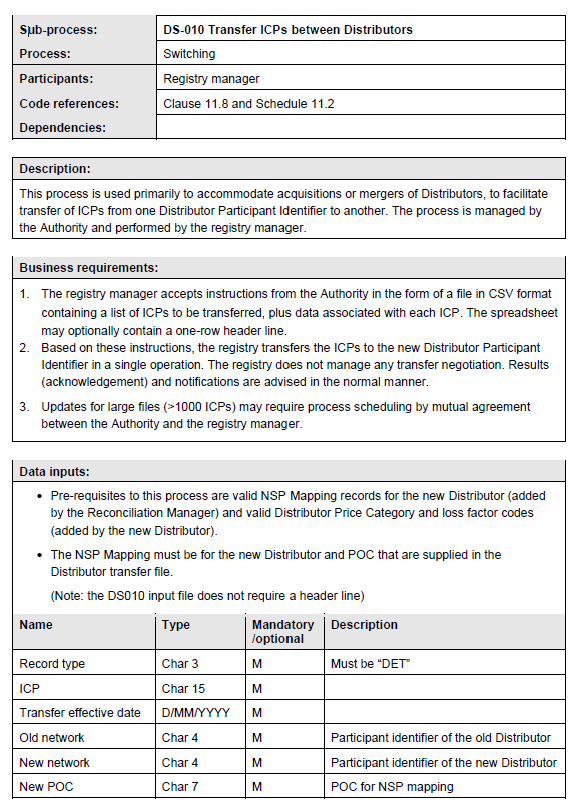 Sub-process: DS-010 Transfer ICPs between Distributors
Process: Switching
Participants: Registry manager
Code references: Clause 11.8 and Schedule 11.2
Dependencies:
Description:
This process is used primarily to accommodate acquisitions or mergers of Distributors, to facilitate
transfer of ICPs from one Distributor Participant Identifier to another. The process is managed by
the Authority and performed by the registry manager.
Business requirements:
1. The registry manager accepts instructions from the Authority in the form of a file in CSV format
containing a list of ICPs to be transferred, plus data associated with each ICP. The spreadsheet
may optionally contain a one-row header line.
2. Based on these instructions, the registry transfers the ICPs to the new Distributor Participant
Identifier in a single operation. The registry does not manage any transfer negotiation. Results
(acknowledgement) and notifications are advised in the normal manner.
3. Updates for large files (>1000 ICPs) may require process scheduling by mutual agreement
between the Authority and the registry manager.
Data inputs:
• Pre-requisites to this process are valid NSP Mapping records for the new Distributor (added
by the Reconciliation Manager) and valid Distributor Price Category and loss factor codes
(added by the new Distributor).
• The NSP Mapping must be for the new Distributor and POC that are supplied in the
Distributor transfer file.
(Note: the DS010 input file does not require a header line)
Name Type Mandatory Description
/optional
Record type Char 3 M Must be “DET”
ICP Char 15 M
Transfer effective date D/MM/YYYY M
Old network Char 4 M Participant identifier of the old Distributor
New network Char 4 M Participant identifier of the new Distributor
New POC Char 7 M POC for NSP mapping